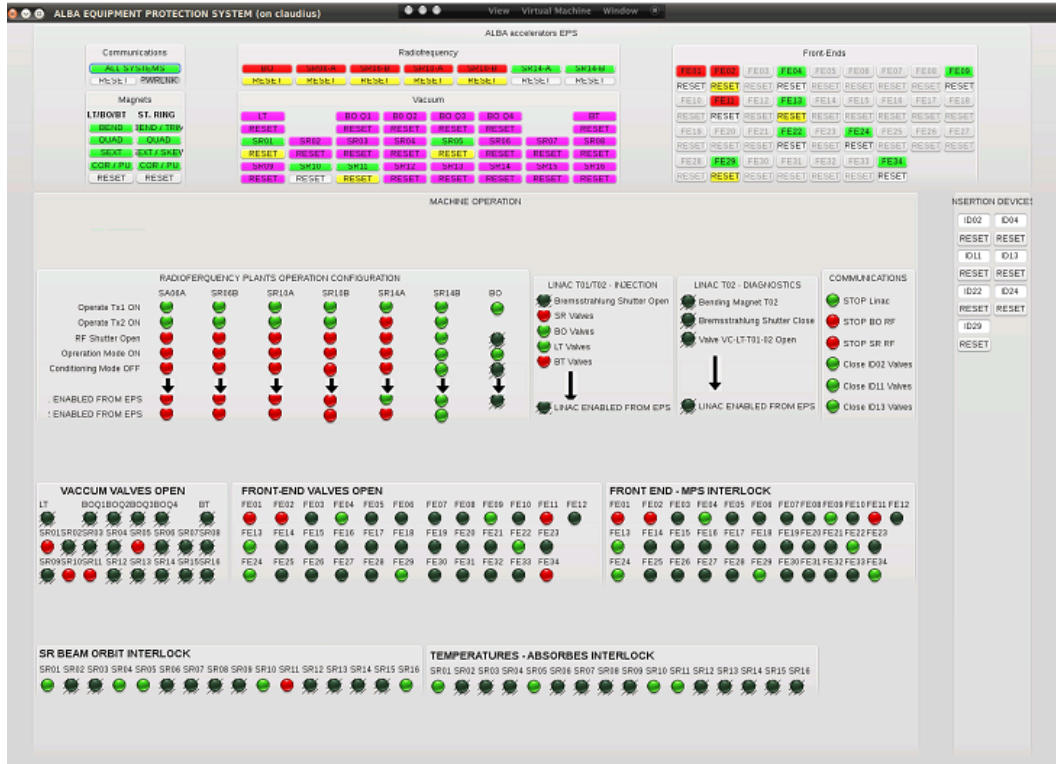 ALBA EQUIPMENT PROTECTION SYSTEM (on claudius)
View Virtual Machine Window
ALBA accelerators EPS
Communications
ALL SYSTEMS
RESET PWRLNK
Magnets
LT/BO/BT ST. RING
BEND
QUAD QUAD
SEXT
COR / PU COR / PU
RESET RESET
Radiofrequency
BO SR06-A SR10-A SR10-B SR14-A SR14-B
RESET RESET RESET RESET RESET RESET RESET
Vacuum
LT BO Q1 BO Q2 BO Q3 BO Q4 BT
RESET RESET RESET RESET RESET RESET
SR01 SR02 SR03 SR04 SR05 SR06 SR07 SR08
RESET RESET RESET RESET RESET RESET RESET RESET
SR09 SR10 SR11 SR12 SR13 SR14 SR15 SR16
RESET RESET RESET RESET RESET RESET RESET RESET
Front-Ends
FE01 FE02 FE03 FE04 FE05 FE06 FE07 FE08 FE09
RESET RESET RESET RESET RESET RESET RESET RESET RESET
FE10 FE11 FE12 FE13 FE14 FE15 FE16 FE17 FE18
RESET RESET RESET RESET RESET RESET RESET RESET RESET
FE19 FE20 FE21 FE22 FE23 FE24 FE25 FE26 FE27
RESET RESET RESET RESET RESET RESET RESET RESET RESET
FE28 FE29 FE30 FE31 FE32 FE33 FE34
RESET RESET RESET RESET RESET RESET RESET
MACHINE OPERATION
NSERTION DEVICES
ID02 ID04
RESET RESET
ID11 ID13
RESET RESET
ID22 ID24
RESET RESET
ID29
RESET
RADIOFERQUENCY PLANTS OPERATION CONFIGURATION
SA06A SR06B SR10A SR10B SR14A SR14B BO
Operate Tx1 ON
Operate Tx2 ON
RF Shutter Open
Opreration Mode ON
Conditioning Mode OFF
. ENABLED FROM EPS
: ENABLED FROM EPS
LINAC T01/T02 - INJECTION
Bremsstrahlung Shutter Open
SR Valves
BO Valves
LT Valves
BT Valves
LINAC ENABLED FROM EPS
LINAC T02 - DIAGNOSTICS
Bending Magnet T02
Bremsstrahlung Shutter Close
Valve VC-LT-T01-02 Open
LINAC ENABLED FROM EPS
COMMUNICATIONS
STOP Linac
STOP BO RF
STOP SR RF
Close ID02 Valves
Close ID11 Valves
Close ID13 Valves
VACCUM VALVES OPEN
LT BOQ1BOQ2BOQ3BOQ4 BT
SR01SR02SR03 SR04 SR05 SR06 SR07SR08
SR09SR10SR11 SR12 SR13 SR14 SR15SR16
FRONT-END VALVES OPEN
FE01 FE02 FE03 FE04 FE05 FE06 FE07 FE08 FE09 FE10 FE11 FE12
FE13 FE14 FE15 FE16 FE17 FE18 FE19 FE20 FE21 FE22 FE23
FE24 FE25 FE26 FE27 FE28 FE29 FE30 FE31 FE32 FE33 FE34
FRONT END - MPS INTERLOCK
FE01 FE02 FE03 FE04 FE05 FE06 FE07FE08FE09FE10FE11FE12
FE13 FE14 FE15 FE16 FE17 FE18 FE19FE20FE21FE22FE23
FE24 FE25 FE26 FE27 FE28 FE29 FE30FE31FE32FE33FE34
SR BEAM ORBIT INTERLOCK
SR01 SR02 SR03 SR04 SR05 SR06 SR07 SR08 SR09 SR10 SR11 SR12 SR13 SR14 SR15 SR16
TEMPERATURES - ABSORBES INTERLOCK
SR01 SR02 SR03 SR04 SR05 SR06 SR07 SR08 SR09 SR10 SR11 SR12 SR13 SR14 SR15 SR16